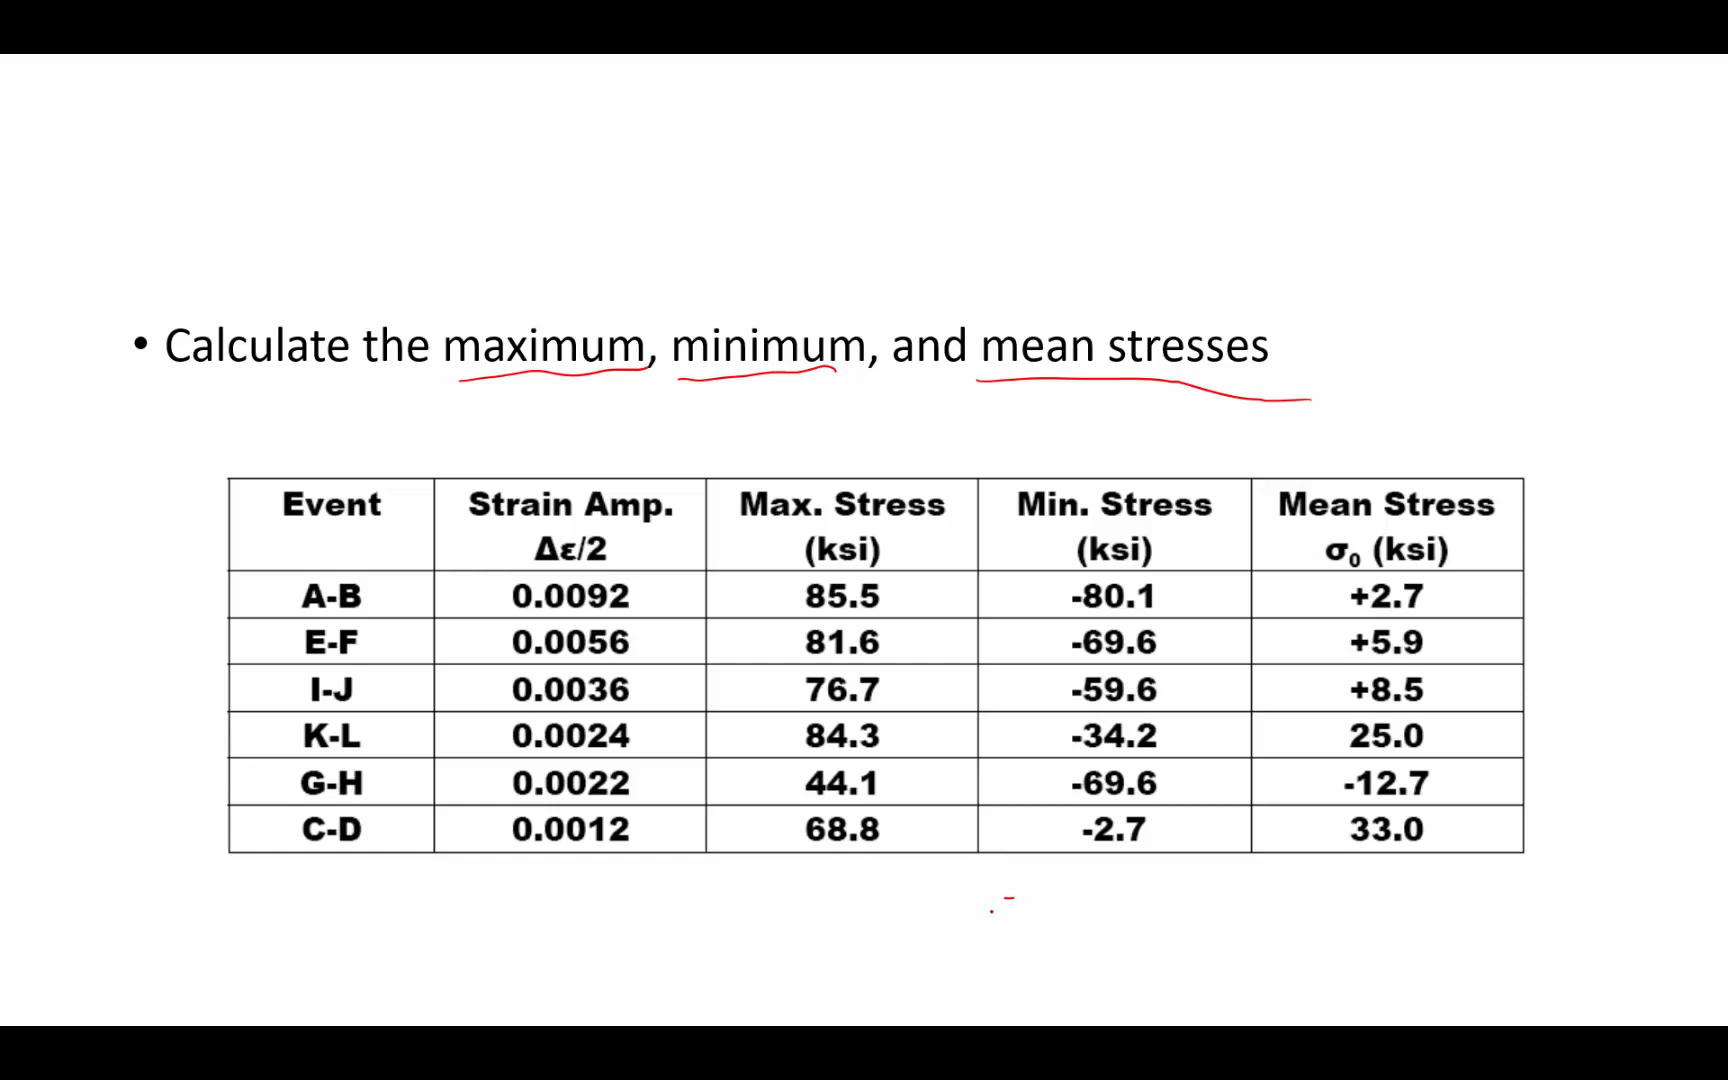 • Calculate the maximum, minimum, and mean stresses
Event Strain Amp. Δε/2 Max. Stress (ksi) Min. Stress (ksi) Mean Stress σ₀ (ksi)
A-B 0.0092 85.5 -80.1 +2.7
E-F 0.0056 81.6 -69.6 +5.9
I-J 0.0036 76.7 -59.6 +8.5
K-L 0.0024 84.3 -34.2 25.0
G-H 0.0022 44.1 -69.6 -12.7
C-D 0.0012 68.8 -2.7 33.0